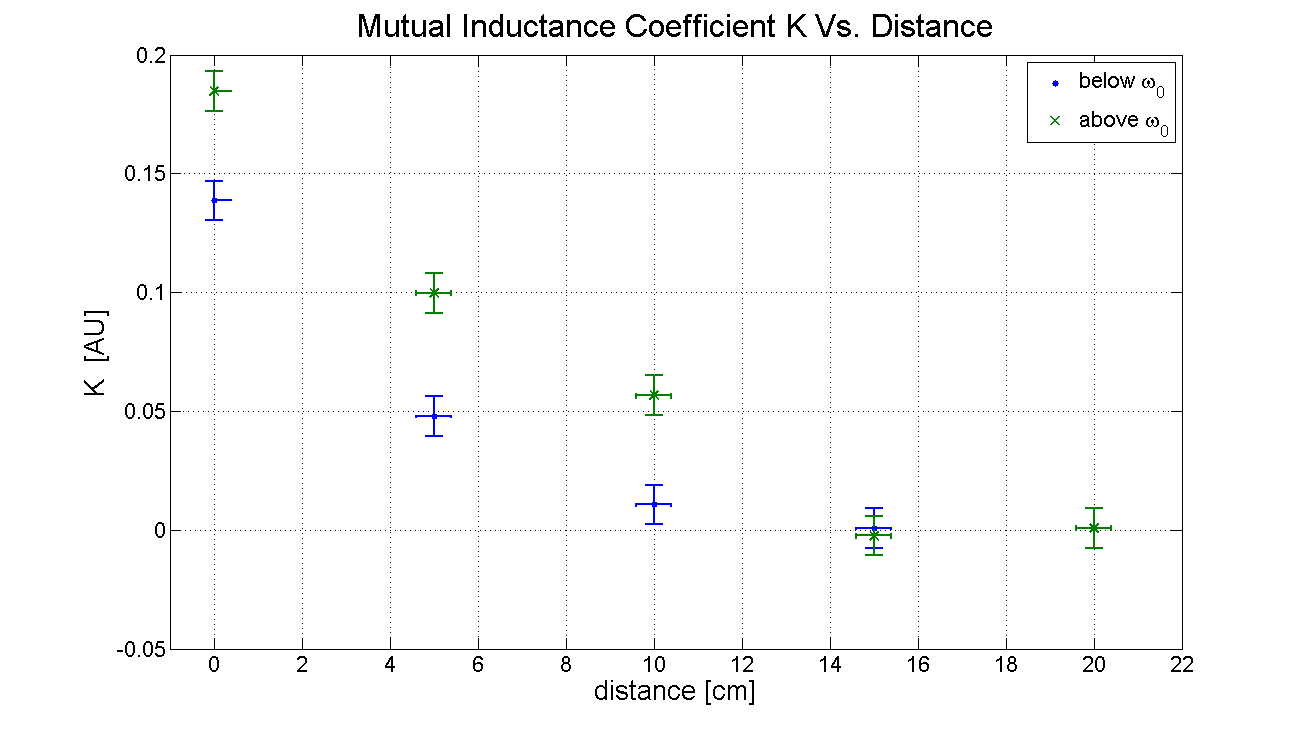 Mutual Inductance Coefficient K Vs. Distance
0.2
0.15
0.1
0.05
0
-0.05
K [AU]
below ω0
above ω0
0 2 4 6 8 10 12 14 16 18 20 22
distance [cm]